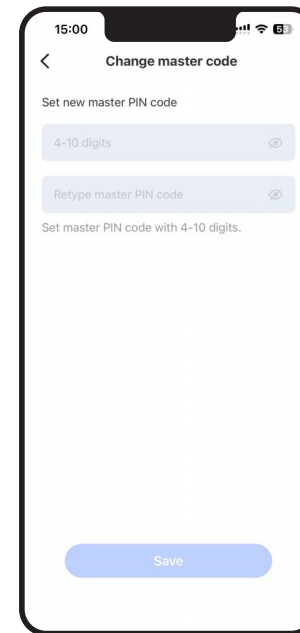 15:00
Change master code
Set new master PIN code
4-10 digits
Retype master PIN code
Set master PIN code with 4-10 digits.
Save